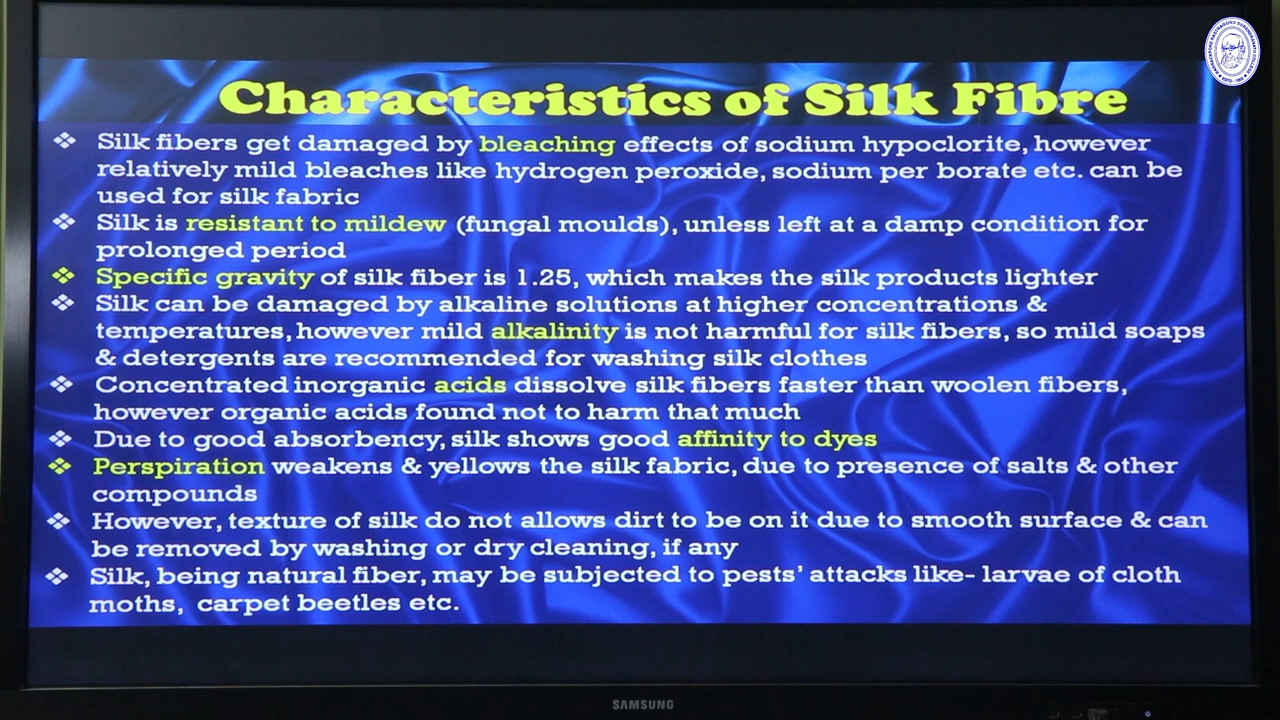 Characteristics of Silk Fibre
❖ Silk fibers get damaged by bleaching effects of sodium hypoclorite, however
relatively mild bleaches like hydrogen peroxide, sodium per borate etc. can be
used for silk fabric
❖ Silk is resistant to mildew (fungal moulds), unless left at a damp condition for
prolonged period
❖ Specific gravity of silk fiber is 1.25, which makes the silk products lighter
❖ Silk can be damaged by alkaline solutions at higher concentrations &
temperatures, however mild alkalinity is not harmful for silk fibers, so mild soaps
& detergents are recommended for washing silk clothes
❖ Concentrated inorganic acids dissolve silk fibers faster than woolen fibers,
however organic acids found not to harm that much
❖ Due to good absorbency, silk shows good affinity to dyes
❖ Perspiration weakens & yellows the silk fabric, due to presence of salts & other
compounds
❖ However, texture of silk do not allows dirt to be on it due to smooth surface & can
be removed by washing or dry cleaning, if any
❖ Silk, being natural fiber, may be subjected to pests' attacks like- larvae of cloth
moths, carpet beetles etc.
SAMSUNG